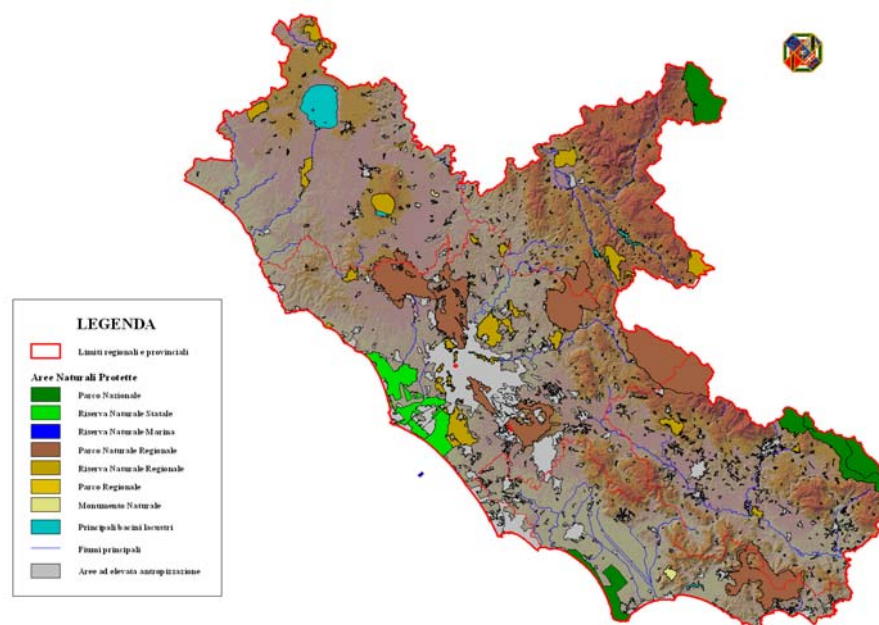 LEGENDA
Limiti regionali e provinciali
Aree Naturali Protette
Parco Nazionale
Riserva Naturale Statale
Riserva Naturale Marina
Parco Naturale Regionale
Riserva Naturale Regionale
Parco Regionale
Monumento Naturale
Principali bacini lacustri
Fiumi principali
Aree ad elevata antropizzazione